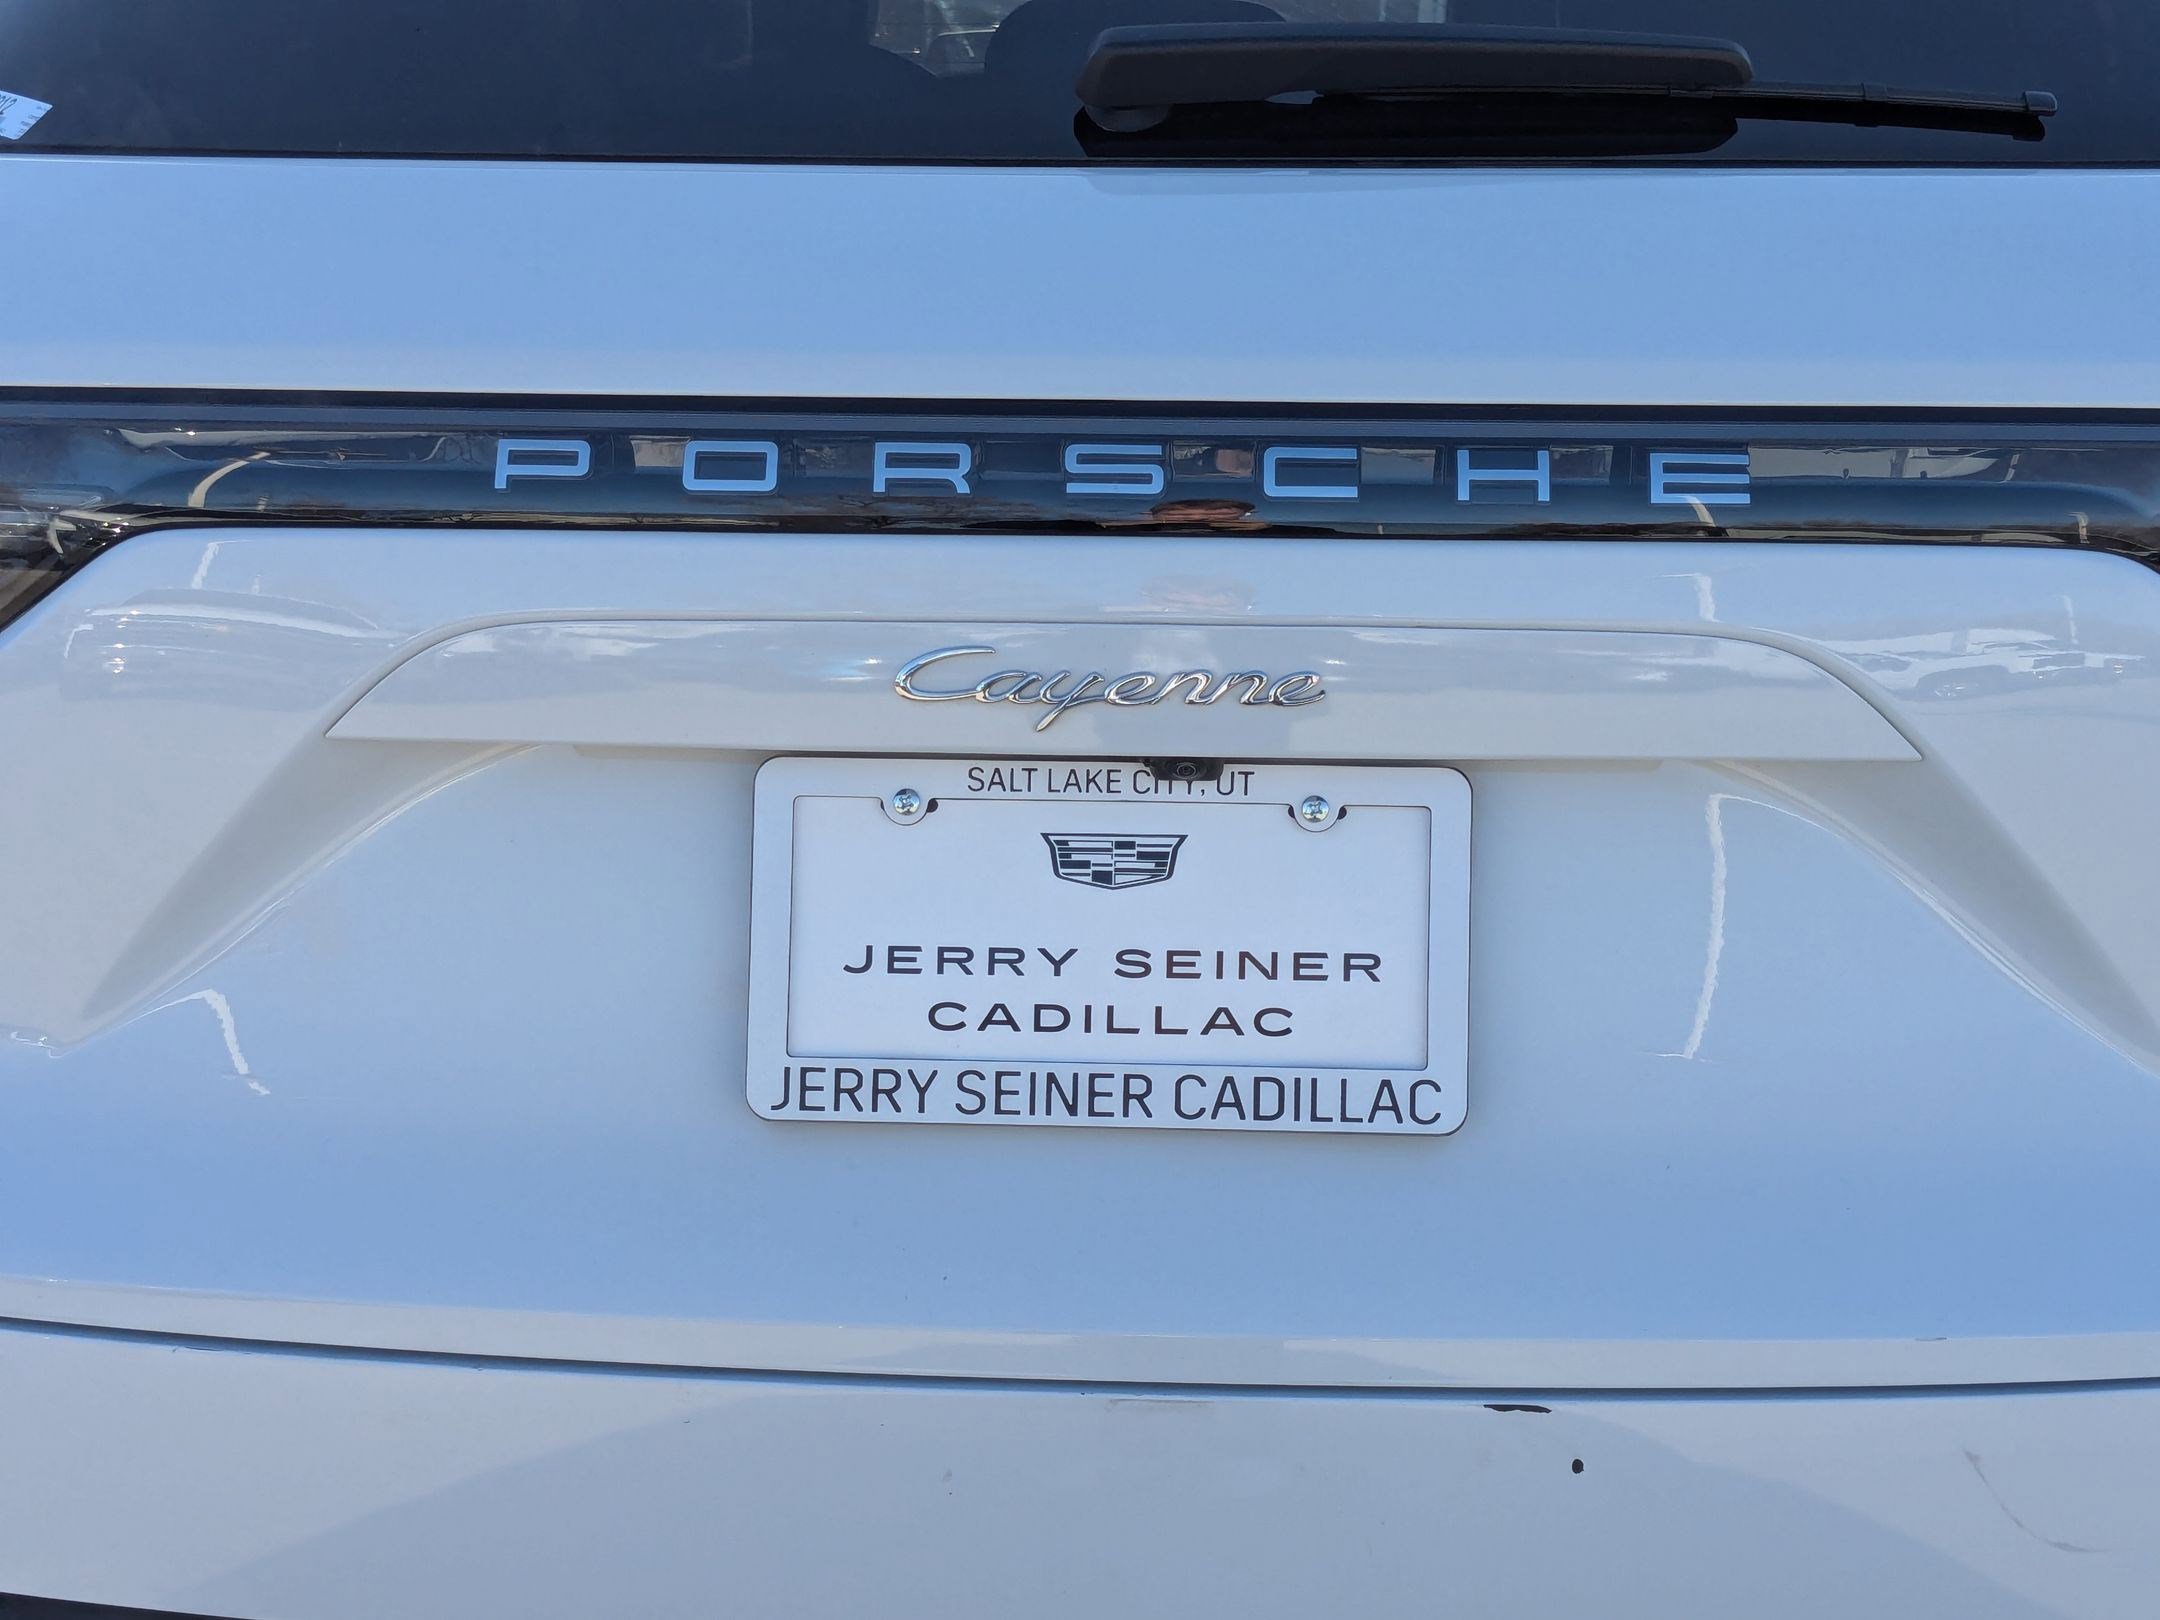 PORSCHE
Cayenne
SALT LAKE CITY, UT
JERRY SEINER
CADILLAC
JERRY SEINER CADILLAC